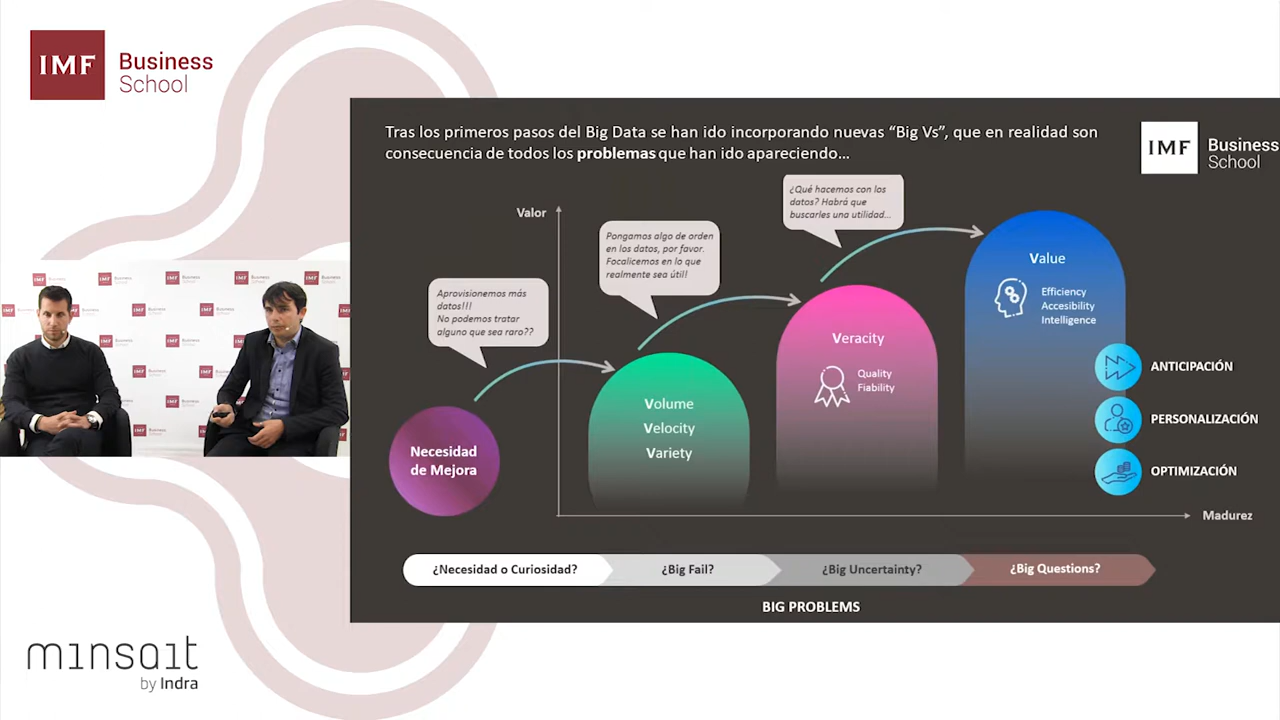 IMF Business
School
Tras los primeros pasos del Big Data se han ido incorporando nuevas “Big Vs”, que en realidad son
consecuencia de todos los problemas que han ido apareciendo...
IMF Business
School
Valor
¿Qué hacemos con los
datos? Habrá que
buscarles una utilidad...
Pongamos algo de orden
en los datos, por favor.
Focalicemos en lo que
realmente sea útil!
Aprovisionemos más
datos!!!
No podemos tratar
alguno que sea raro??
Necesidad
de Mejora
Volume
Velocity
Variety
Veracity
Quality
Fiability
Value
Efficiency
Accesibility
Intelligence
ANTICIPACIÓN
PERSONALIZACIÓN
OPTIMIZACIÓN
Madurez
¿Necesidad o Curiosidad?
¿Big Fail?
¿Big Uncertainty?
¿Big Questions?
BIG PROBLEMS
minsait
by Indra